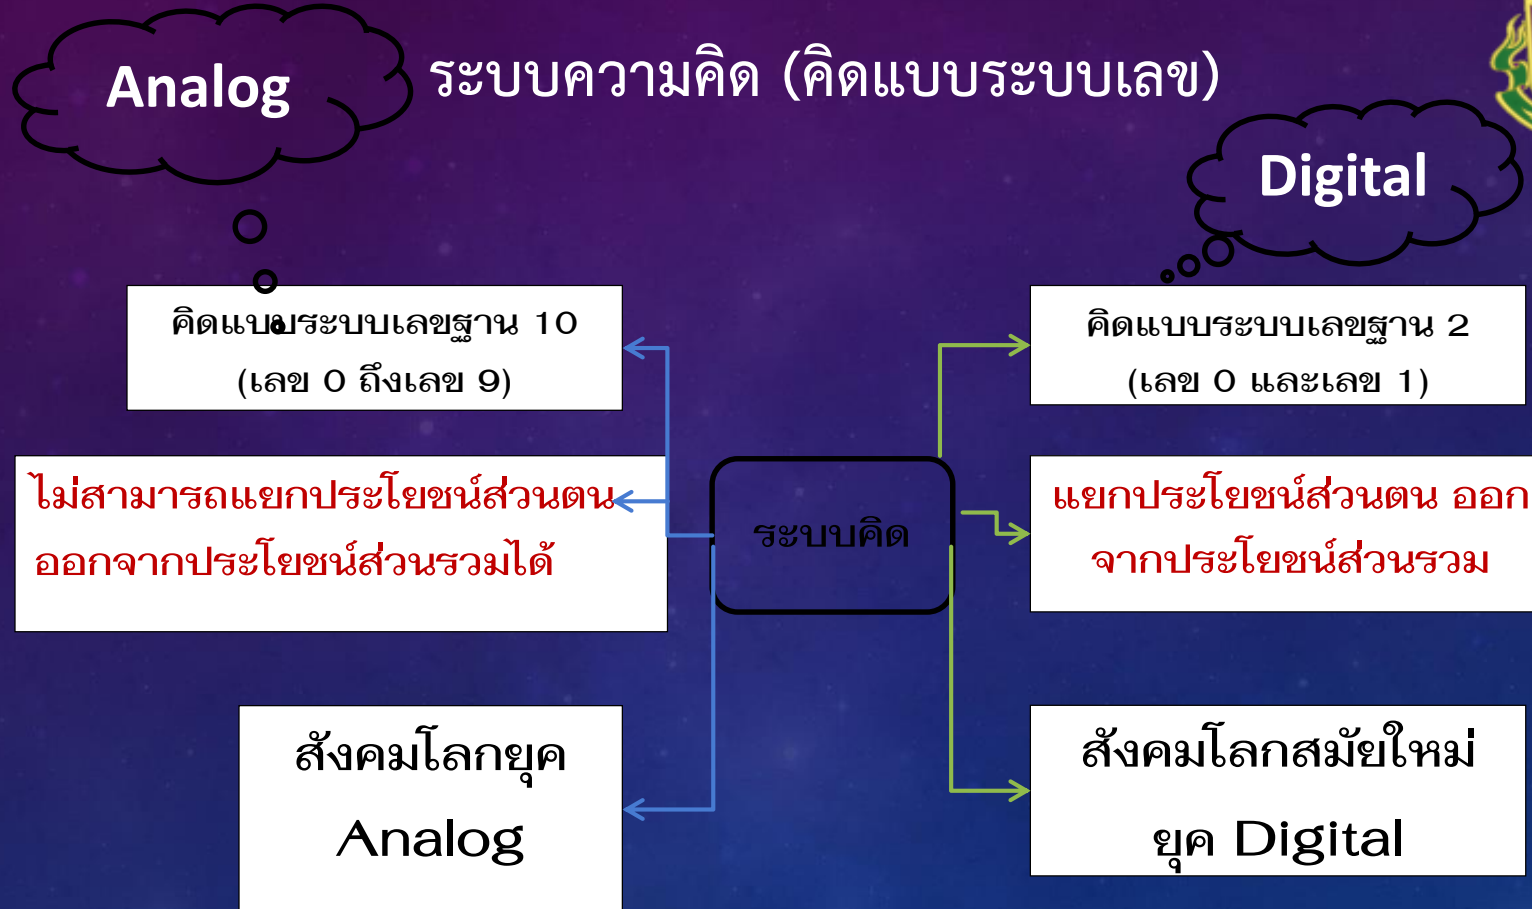 Analog
ระบบความคิด (คิดแบบระบบเลข)
Digital
คิดแบบระบบเลขฐาน 10
(เลข 0 ถึงเลข 9)
คิดแบบระบบเลขฐาน 2
(เลข 0 และเลข 1)
ไม่สามารถแยกประโยชน์ส่วนตน
ออกจากประโยชน์ส่วนรวมได้
ระบบคิด
แยกประโยชน์ส่วนตน ออก
จากประโยชน์ส่วนรวม
สังคมโลกยุค
Analog
สังคมโลกสมัยใหม่
ยุค Digital